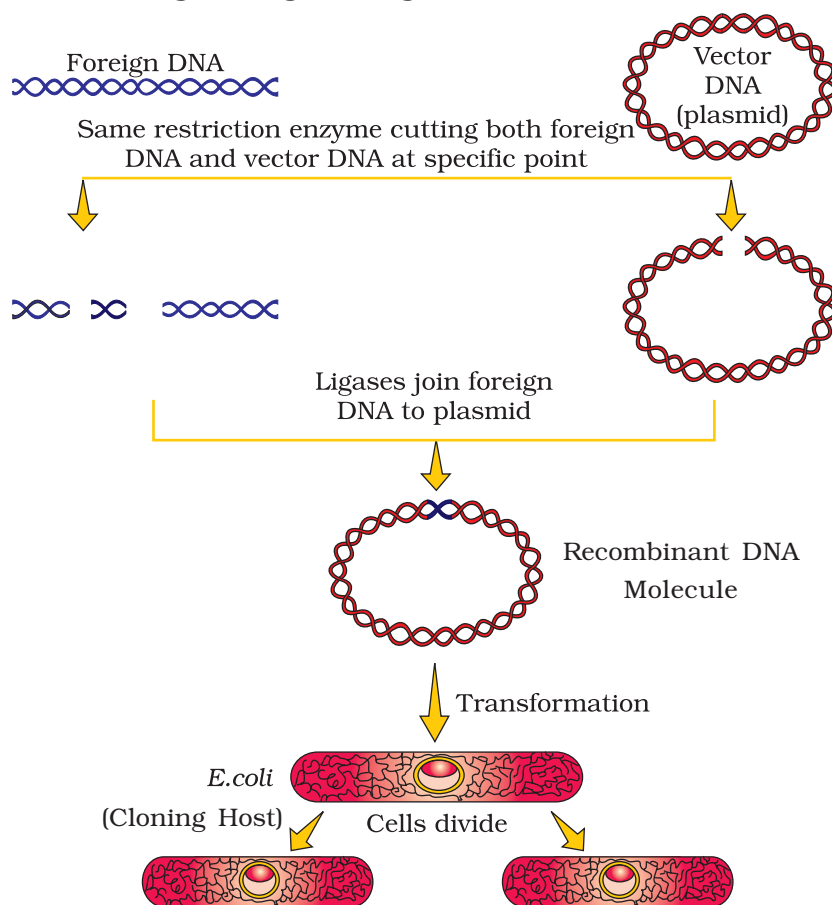 Foreign DNA
Vector
DNA
(plasmid)
Same restriction enzyme cutting both foreign
DNA and vector DNA at specific point
Ligases join foreign
DNA to plasmid
Recombinant DNA
Molecule
Transformation
E.coli
(Cloning Host)
Cells divide